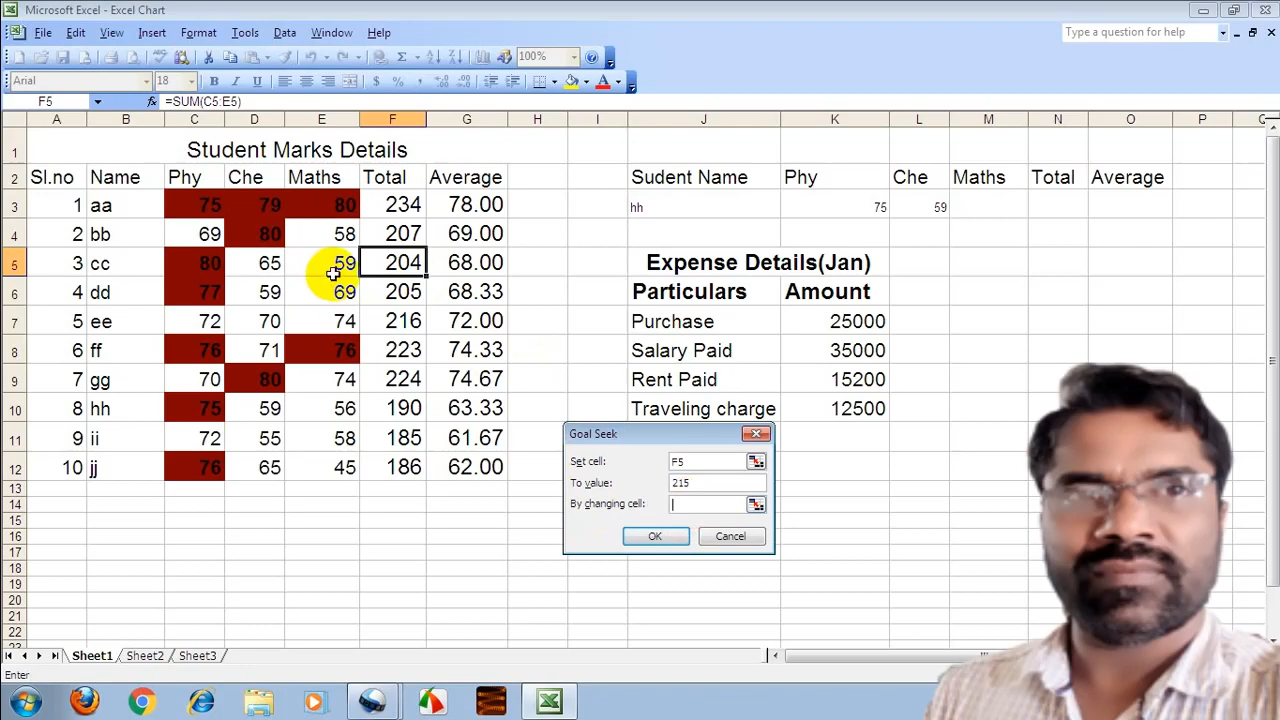 Microsoft Excel - Excel Chart
File Edit View Insert Format Tools Data Window Help
Type a question for help
100%
Arial 18 B I U
F5 fx =SUM(C5:E5)
A B C D E F G H I J K L M N O P
1 Student Marks Details
2 Sl.no Name Phy Che Maths Total Average Sudent Name Phy Che Maths Total Average
3 1 aa 75 79 80 234 78.00 hh 75 59
4 2 bb 69 80 58 207 69.00
5 3 cc 80 65 59 204 68.00 Expense Details(Jan)
6 4 dd 77 59 69 205 68.33 Particulars Amount
7 5 ee 72 70 74 216 72.00 Purchase 25000
8 6 ff 76 71 76 223 74.33 Salary Paid 35000
9 7 gg 70 80 74 224 74.67 Rent Paid 15200
10 8 hh 75 59 56 190 63.33 Traveling charge 12500
11 9 ii 72 55 58 185 61.67
12 10 jj 76 65 45 186 62.00
13
14
15
16
17
18
19
20
21
22
23
Goal Seek
Set cell: F5
To value: 215
By changing cell:
OK Cancel
Sheet1 Sheet2 Sheet3
Enter